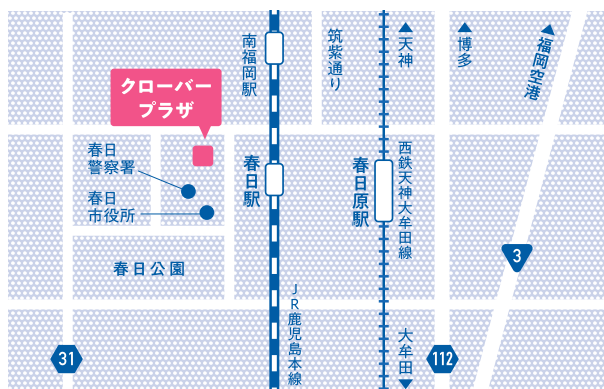 南福岡駅
筑紫通り
▲天神
▲博多
▲福岡空港
クローバー
プラザ
春日
警察署
春日
市役所
春日駅
春日原駅
西鉄天神大牟田線
春日公園
3
JR鹿児島本線
大牟田▼
31
112